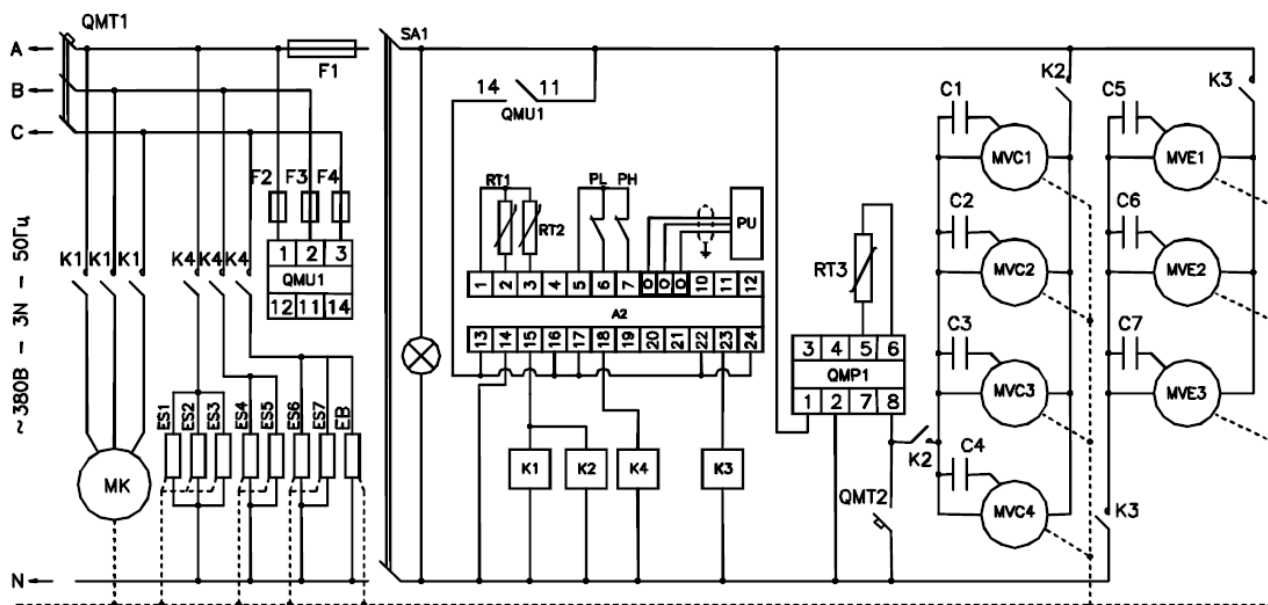 QMT1
SA1
A
F1
B
C
14 11
QMU1
K2
K3
C1
C5
MVC1
MVE1
F2 F3 F4
RT1
PL PH
RT2
PU
C2
C6
1 2 3
QMU1
12 11 14
K1 K1 K1
K4 K4 K4
RT3
MVC2
MVE2
1 2 3 4 5 6 7 O O O 10 11 12
A2
13 14 15 16 17 18 19 20 21 22 23 24
C3
C7
3 4 5 6
QMP1
1 2 7 8
MVC3
MVE3
~380В – 3N – 50Гц
ES1 ES2 ES3 ES4 ES5 ES6 ES7 EB
K1 K2 K4 K3
K2
C4
MK
QMT2
MVC4
K3
N